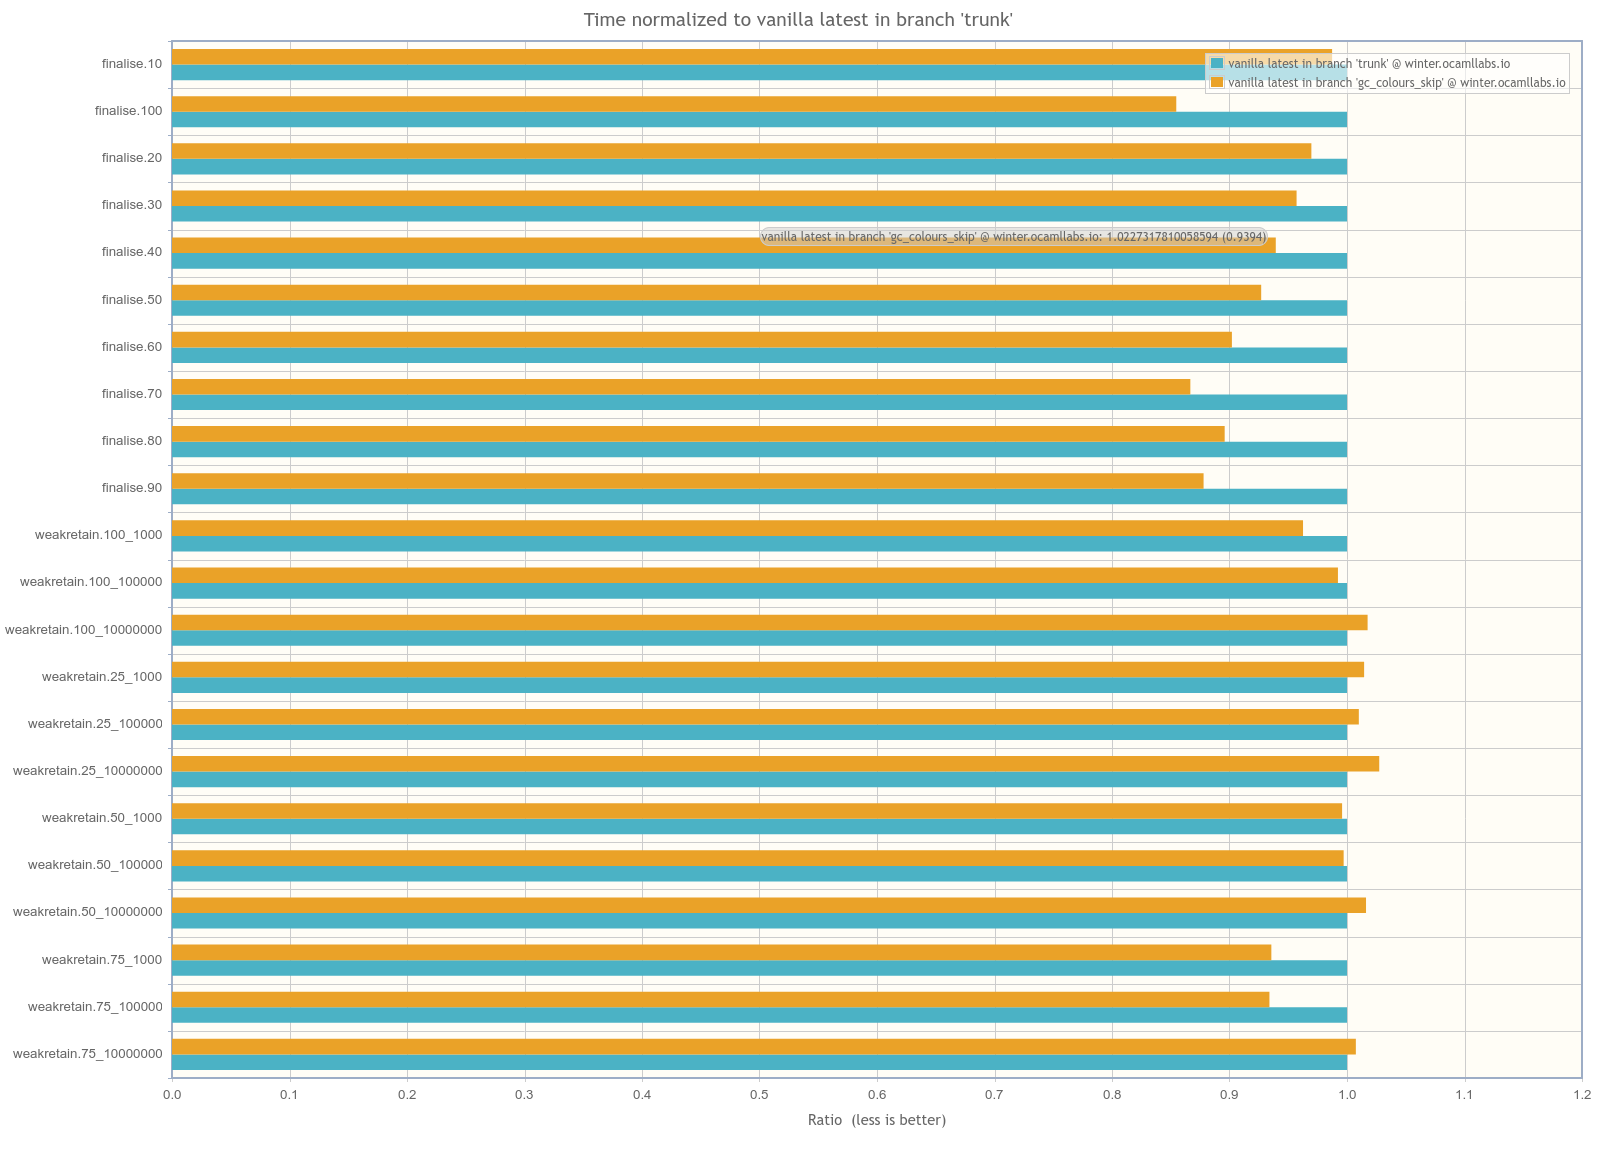 Time normalized to vanilla latest in branch 'trunk'
vanilla latest in branch 'trunk' @ winter.ocamllabs.io
vanilla latest in branch 'gc_colours_skip' @ winter.ocamllabs.io
finalise.10
finalise.100
finalise.20
finalise.30
vanilla latest in branch 'gc_colours_skip' @ winter.ocamllabs.io: 1.0227317810058594 (0.9394)
finalise.40
finalise.50
finalise.60
finalise.70
finalise.80
finalise.90
weakretain.100_1000
weakretain.100_100000
weakretain.100_10000000
weakretain.25_1000
weakretain.25_100000
weakretain.25_10000000
weakretain.50_1000
weakretain.50_100000
weakretain.50_10000000
weakretain.75_1000
weakretain.75_100000
weakretain.75_10000000
0.0 0.1 0.2 0.3 0.4 0.5 0.6 0.7 0.8 0.9 1.0 1.1 1.2
Ratio (less is better)